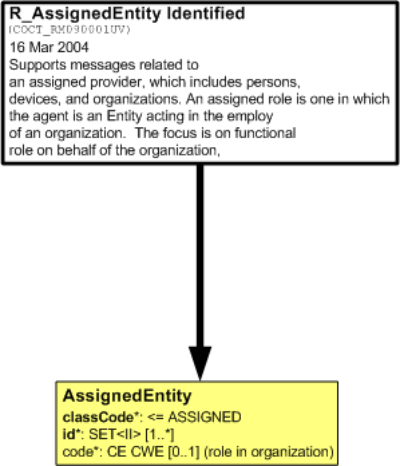 R_AssignedEntity Identified
(COCT_RM090001UV)
16 Mar 2004
Supports messages related to
an assigned provider, which includes persons,
devices, and organizations. An assigned role is one in which
the agent is an Entity acting in the employ
of an organization. The focus is on functional
role on behalf of the organization,
AssignedEntity
classCode*: <= ASSIGNED
id*: SET<II> [1..*]
code*: CE CWE [0..1] (role in organization)